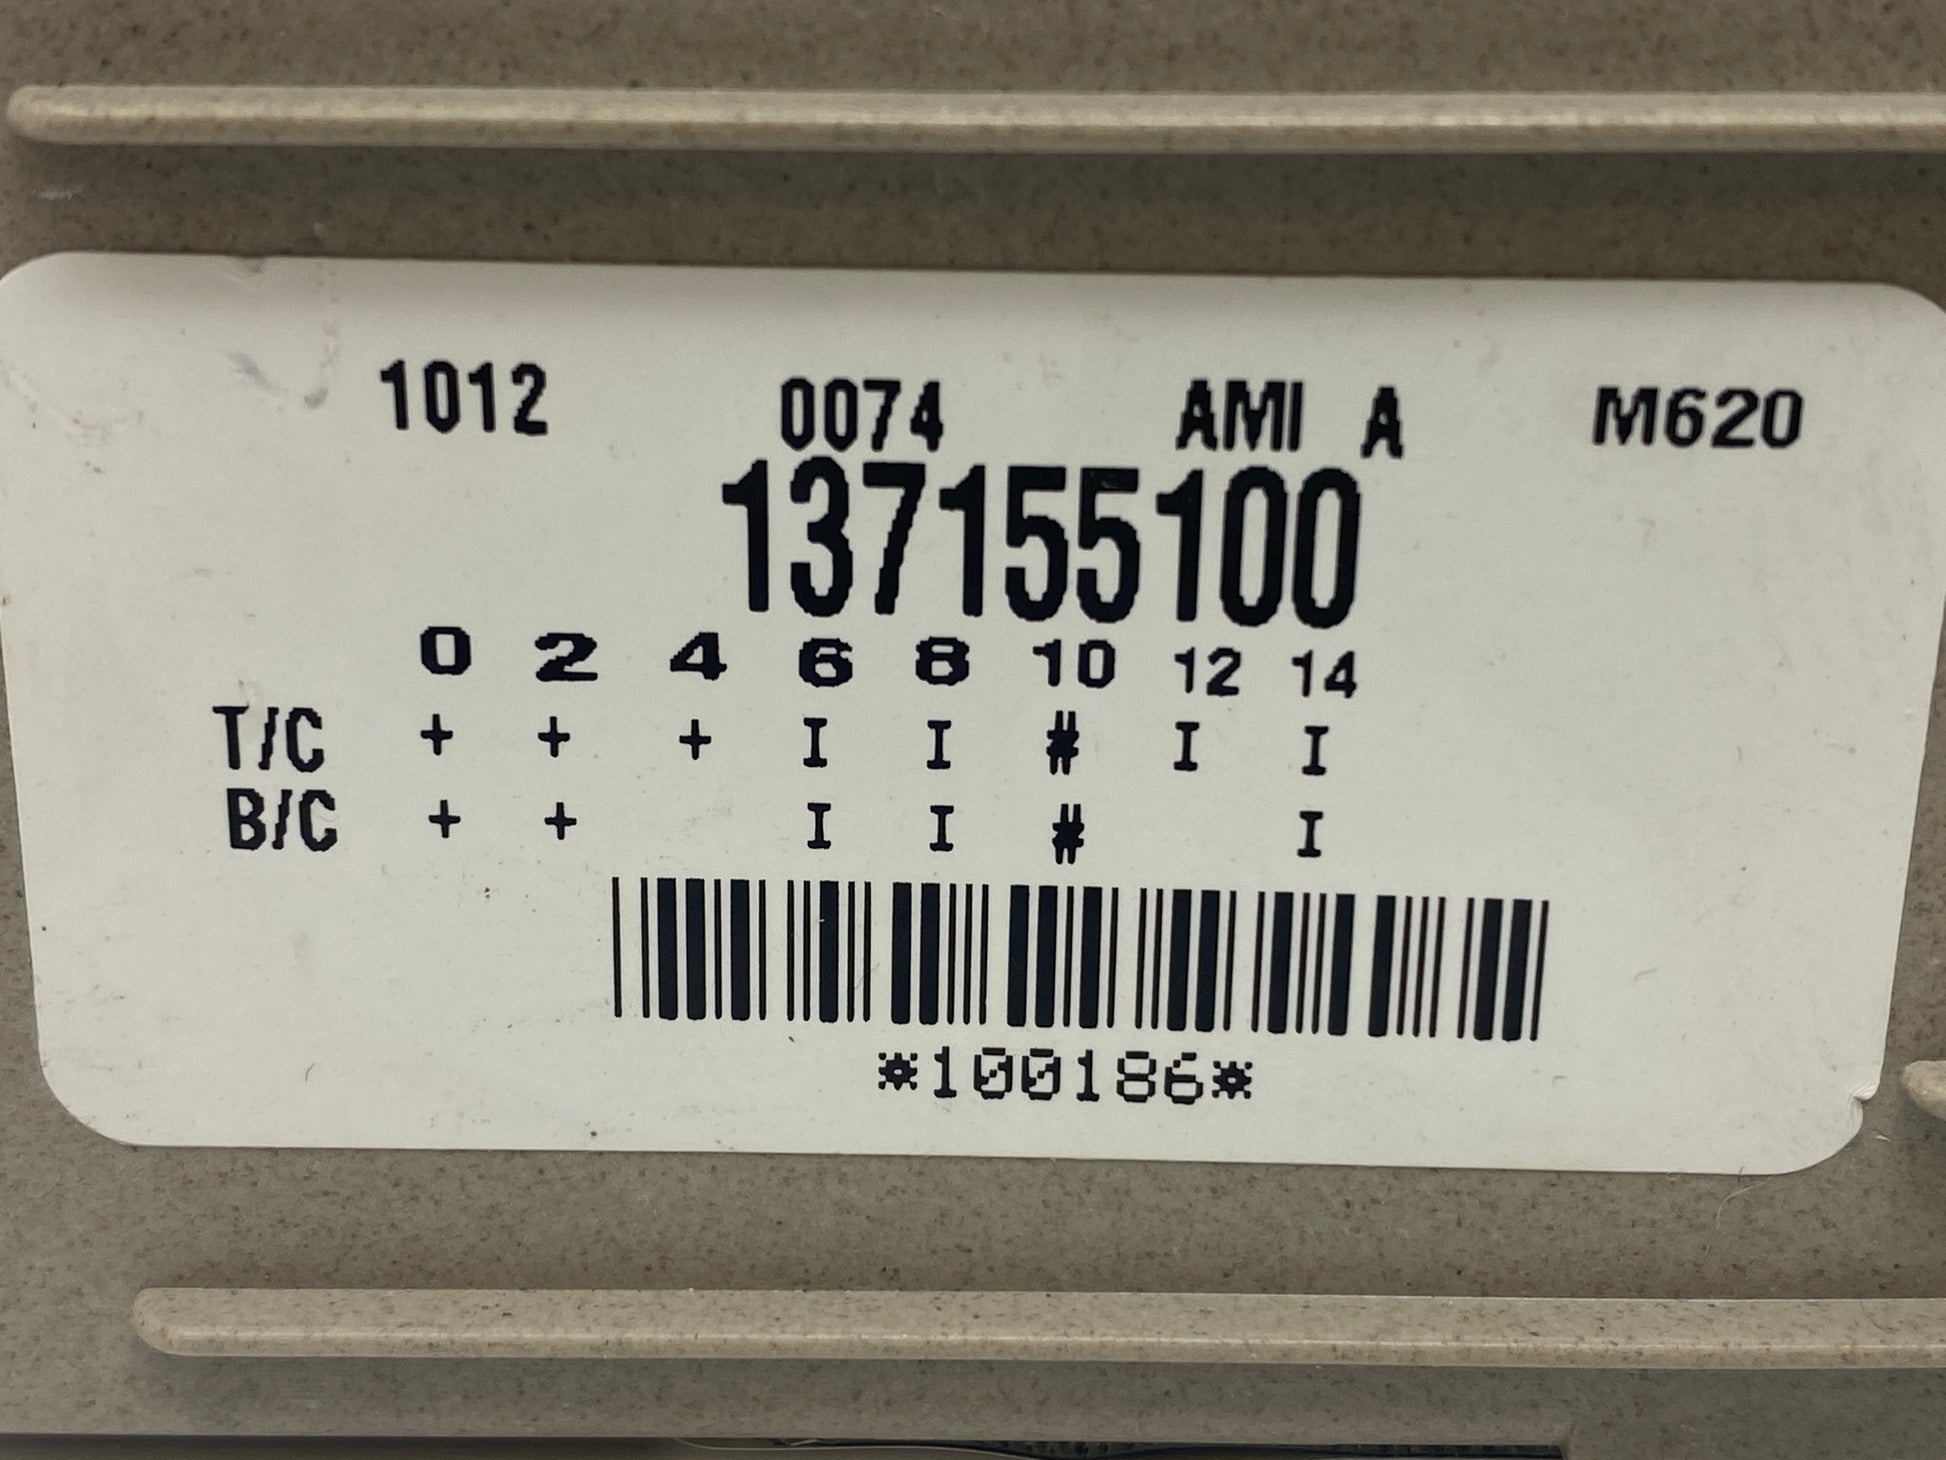 1012 0074 AMI A M620
137155100
0 2 4 6 8 10 12 14
T/C + + + I I # I I
B/C + + I I # I
*100186*